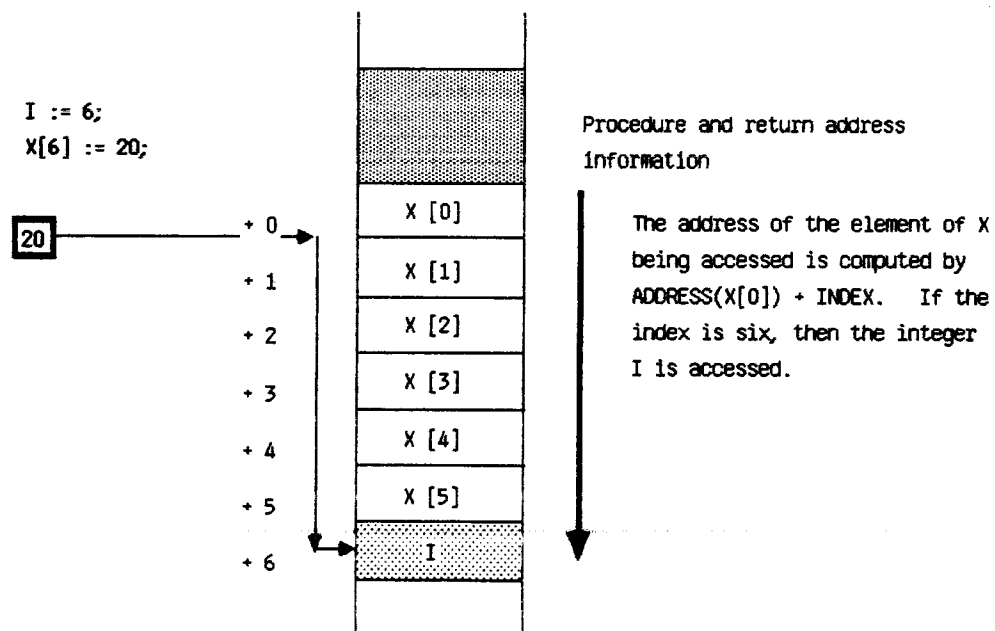 I := 6;
X[6] := 20;
20
+ 0
+ 1
+ 2
+ 3
+ 4
+ 5
+ 6
X [0]
X [1]
X [2]
X [3]
X [4]
X [5]
I
Procedure and return address
information
The address of the element of X
being accessed is computed by
ADDRESS(X[0]) + INDEX. If the
index is six, then the integer
I is accessed.